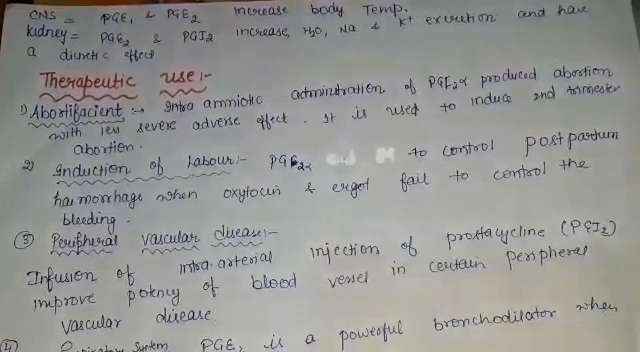 CNS = PGE1 & PGE2 increase body Temp.
Kidney = PGE2 & PGI2 increase, H2O, Na & K+ excretion and have
a diuretic effect
Therapeutic use:-
1) Abortifacient :→ Intra amniotic adminstration of PGF2α produced abortion
with less severe adverse effect. It is used to induce 2nd trimester
abortion.
2) Induction of Labour:- PGF2α to control postpartum
haemorrhage when oxytocin & ergot fail to control the
bleeding.
③ Peripheral vascular disease:-
Infusion of intra-arterial injection of prostacycline (PGI2)
improve potency of blood vessel in certain peripheral
vascular disease.
④ System PGE, is a powerful bronchodilator when